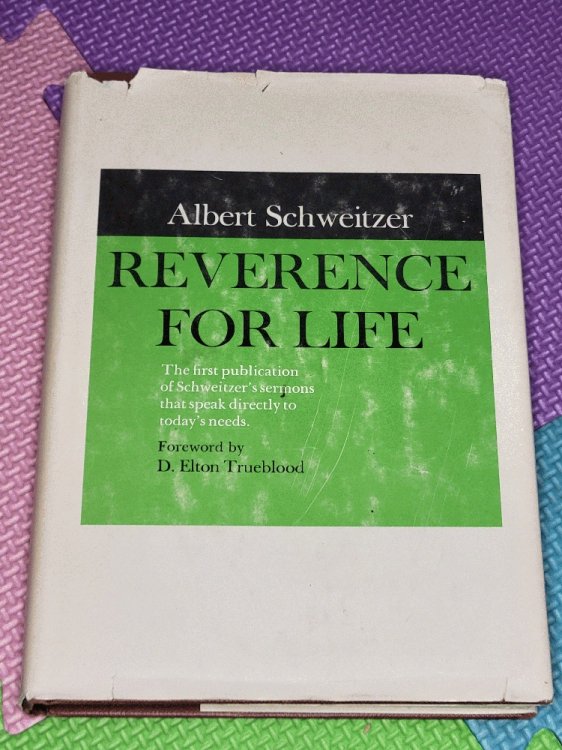 Albert Schweitzer
REVERENCE
FOR LIFE
The first publication
of Schweitzer's sermons
that speak directly to
today's needs.
Foreword by
D. Elton Trueblood